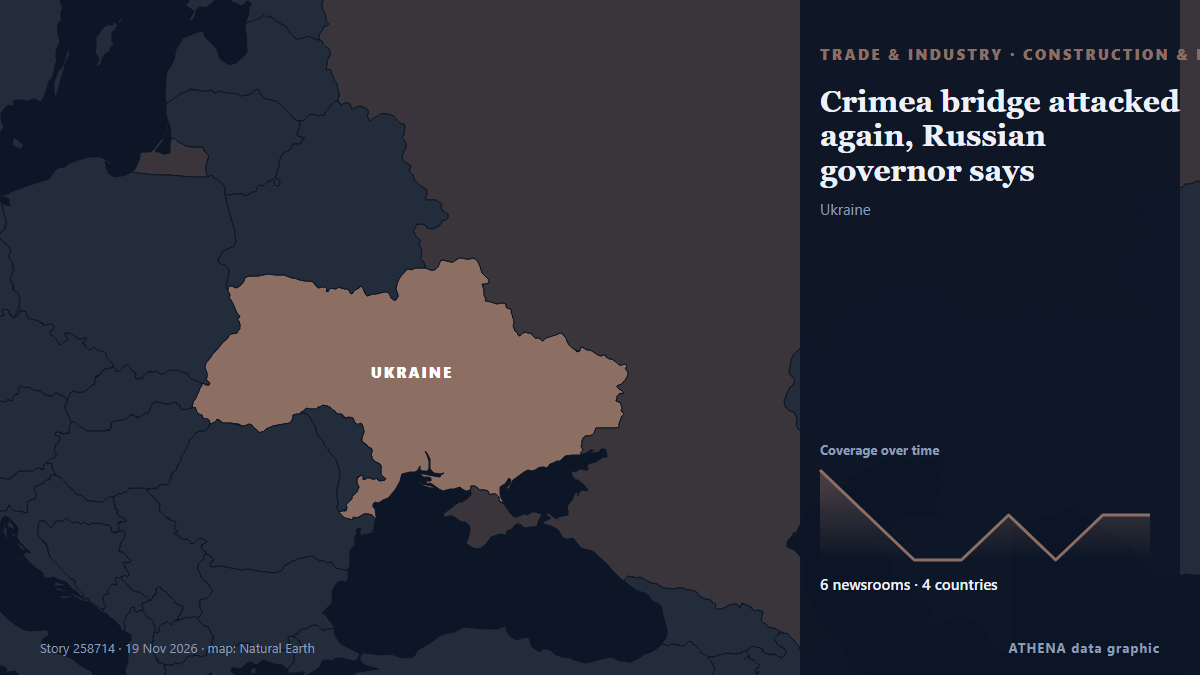 TRADE & INDUSTRY · CONSTRUCTION &
Crimea bridge attacked
again, Russian
governor says
Ukraine
UKRAINE
Coverage over time
6 newsrooms · 4 countries
Story 258714 · 19 Nov 2026 · map: Natural Earth
ATHENA data graphic